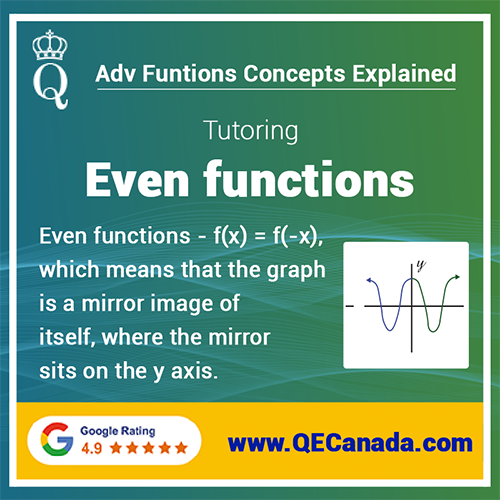 Q
Adv Funtions Concepts Explained
Tutoring
Even functions
Even functions - f(x) = f(-x),
which means that the graph
is a mirror image of
itself, where the mirror
sits on the y axis.
y
Google Rating
4.9
www.QECanada.com